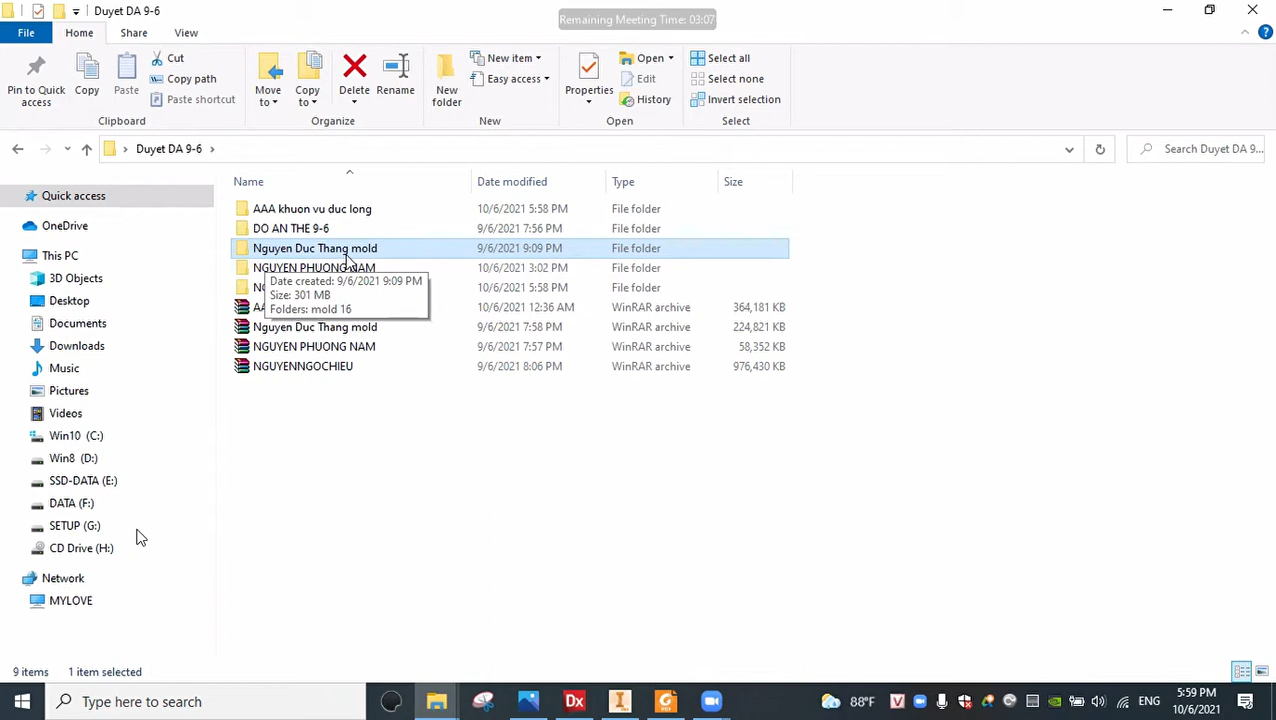 Duyet DA 9-6
Remaining Meeting Time: 03:07
File Home Share View
Pin to Quick access
Copy
Paste
Cut
Copy path
Paste shortcut
Clipboard
Move to
Copy to
Delete
Rename
Organize
New folder
New item
Easy access
New
Properties
Open
Edit
History
Open
Select all
Select none
Invert selection
Select
Duyet DA 9-6
Search Duyet DA 9...
Name Date modified Type Size
AAA khuon vu duc long 10/6/2021 5:58 PM File folder
DO AN THE 9-6 9/6/2021 7:56 PM File folder
Nguyen Duc Thang mold 9/6/2021 9:09 PM File folder
NGUYEN PHUONG NAM 10/6/2021 3:02 PM File folder
10/6/2021 5:58 PM File folder
10/6/2021 12:36 AM WinRAR archive 364,181 KB
Nguyen Duc Thang mold 9/6/2021 7:58 PM WinRAR archive 224,821 KB
NGUYEN PHUONG NAM 9/6/2021 7:57 PM WinRAR archive 58,352 KB
NGUYENNGOCHIEU 9/6/2021 8:06 PM WinRAR archive 976,430 KB
Date created: 9/6/2021 9:09 PM
Size: 301 MB
Folders: mold 16
Quick access
OneDrive
This PC
3D Objects
Desktop
Documents
Downloads
Music
Pictures
Videos
Win10 (C:)
Win8 (D:)
SSD-DATA (E:)
DATA (F:)
SETUP (G:)
CD Drive (H:)
Network
MYLOVE
9 items 1 item selected
Type here to search
Dx
I
PDF
88°F
V
ENG
5:59 PM
10/6/2021